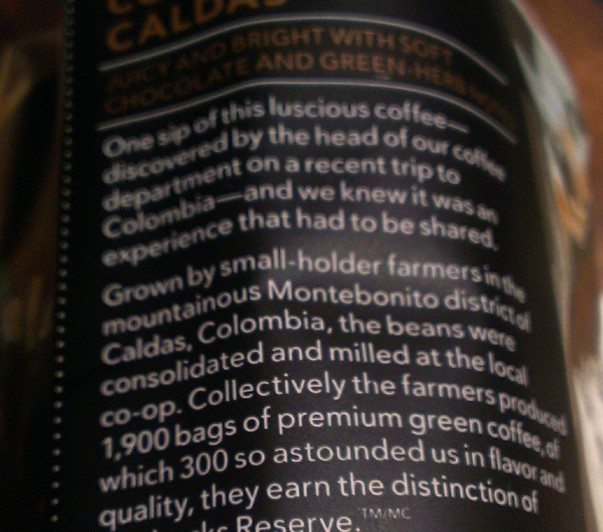 CALDAS
JUICY AND BRIGHT WITH SOFT
CHOCOLATE AND GREEN-HERB
One sip of this luscious coffee—
discovered by the head of our coffee
department on a recent trip to
Colombia—and we knew it was an
experience that had to be shared.
Grown by small-holder farmers in the
mountainous Montebonito district of
Caldas, Colombia, the beans were
consolidated and milled at the local
co-op. Collectively the farmers produced
1,900 bags of premium green coffee, of
which 300 so astounded us in flavor and
quality, they earn the distinction of
Reserve.™/MC